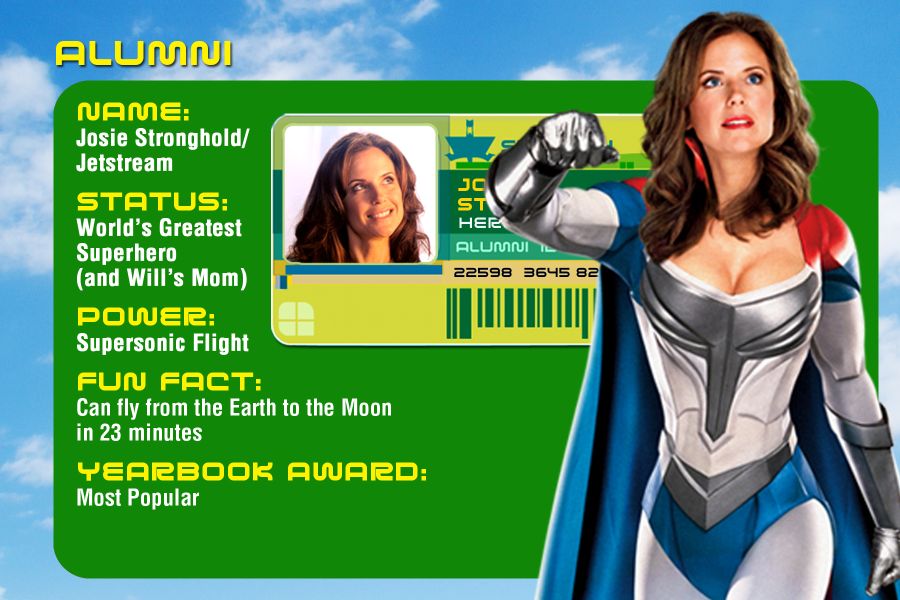 ALUMNI
NAME:
Josie Stronghold/
Jetstream
STATUS:
World's Greatest
Superhero
(and Will's Mom)
POWER:
Supersonic Flight
FUN FACT:
Can fly from the Earth to the Moon
in 23 minutes
YEARBOOK AWARD:
Most Popular
ALUMNI
22598 3645 82